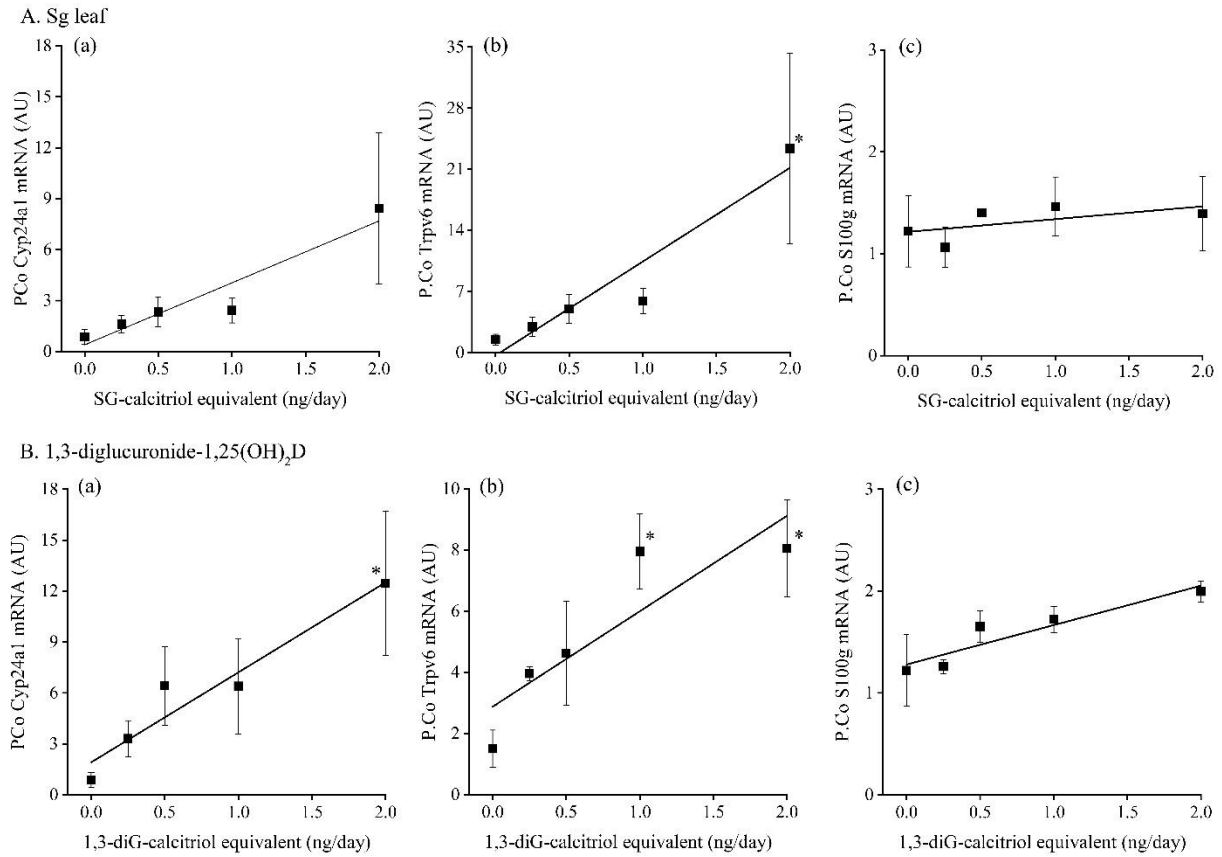 A. Sg leaf
(a)
PCo Cyp24a1 mRNA (AU)
18
15
12
9
6
3
0
0.0 0.5 1.0 1.5 2.0
SG-calcitriol equivalent (ng/day)
(b)
P.Co Trpv6 mRNA (AU)
35
28
21
14
7
0
*
0.0 0.5 1.0 1.5 2.0
SG-calcitriol equivalent (ng/day)
(c)
P.Co S100g mRNA (AU)
3
2
1
0
0.0 0.5 1.0 1.5 2.0
SG-calcitriol equivalent (ng/day)
B. 1,3-diglucuronide-1,25(OH)₂D
(a)
PCo Cyp24a1 mRNA (AU)
18
15
12
9
6
3
0
*
0.0 0.5 1.0 1.5 2.0
1,3-diG-calcitriol equivalent (ng/day)
(b)
P.Co Trpv6 mRNA (AU)
10
8
6
4
2
0
*
*
0.0 0.5 1.0 1.5 2.0
1,3-diG-calcitriol equivalent (ng/day)
(c)
P.Co S100g mRNA (AU)
3
2
1
0
0.0 0.5 1.0 1.5 2.0
1,3-diG-calcitriol equivalent (ng/day)